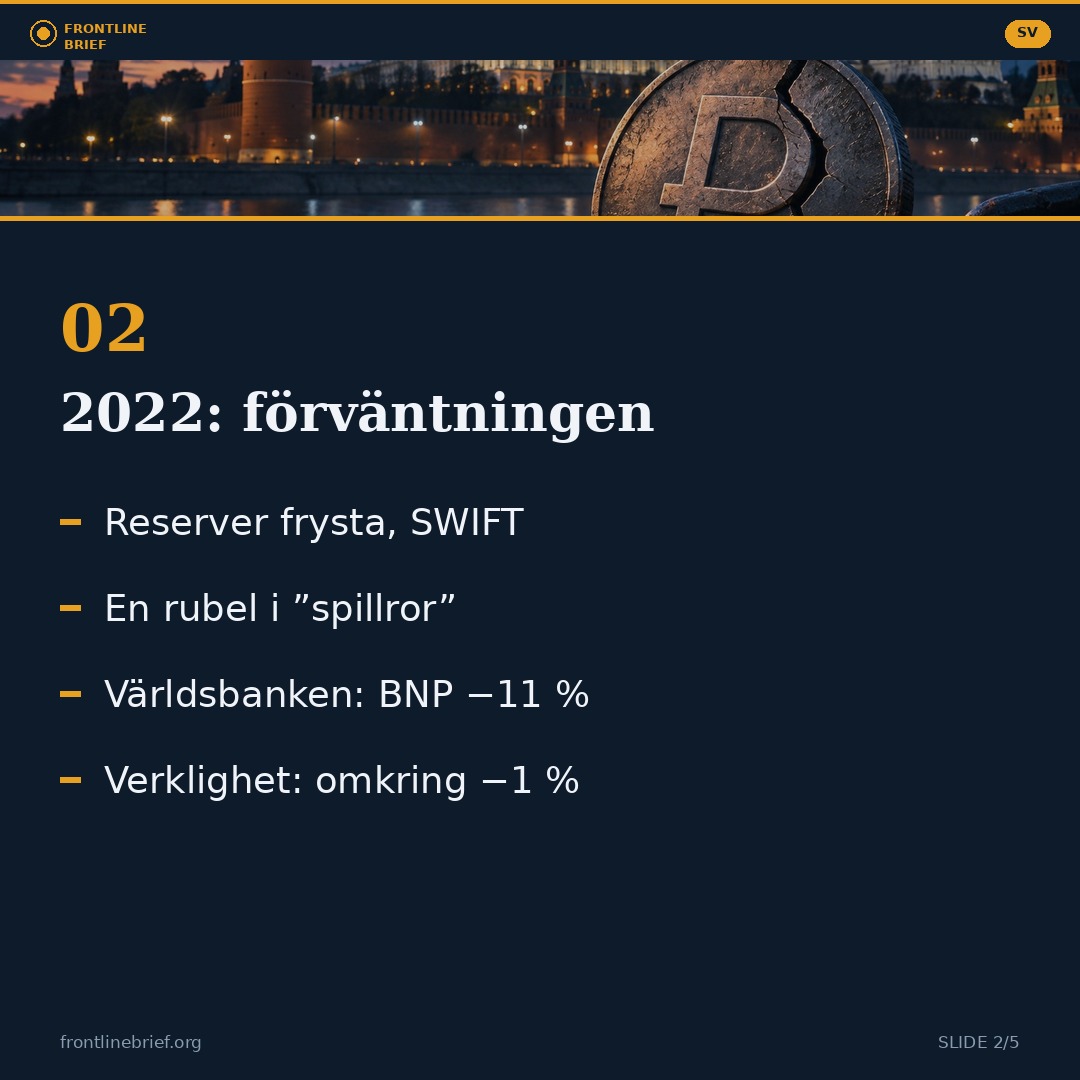 FRONTLINE
BRIEF
SV
02
2022: förväntningen
Reserver frysta, SWIFT
En rubel i ”spillror”
Världsbanken: BNP −11 %
Verklighet: omkring −1 %
frontlinebrief.org
SLIDE 2/5